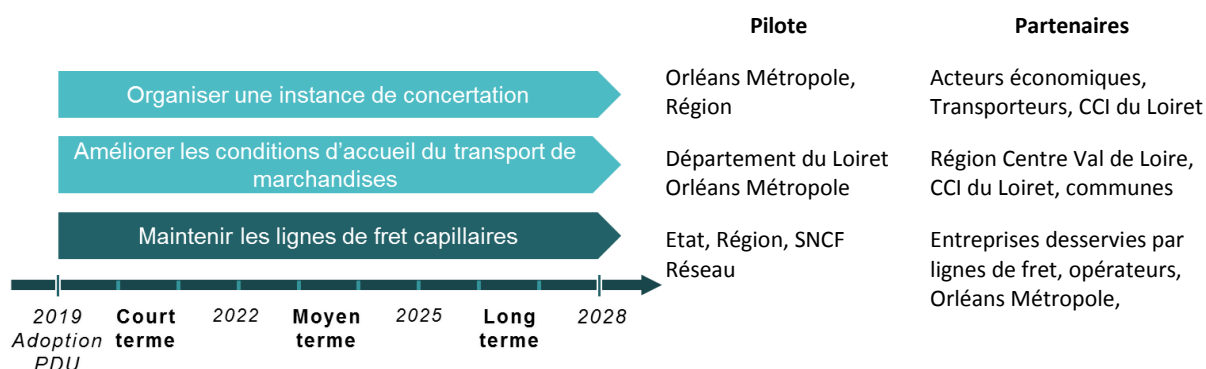 Pilote
Partenaires
Organiser une instance de concertation
Orléans Métropole,
Région
Acteurs économiques,
Transporteurs, CCI du Loiret
Améliorer les conditions d'accueil du transport de
marchandises
Département du Loiret
Orléans Métropole
Région Centre Val de Loire,
CCI du Loiret, communes
Maintenir les lignes de fret capillaires
Etat, Région, SNCF
Réseau
Entreprises desservies par
lignes de fret, opérateurs,
Orléans Métropole,
2019
Adoption
PDU
Court
terme
2022
Moyen
terme
2025
Long
terme
2028